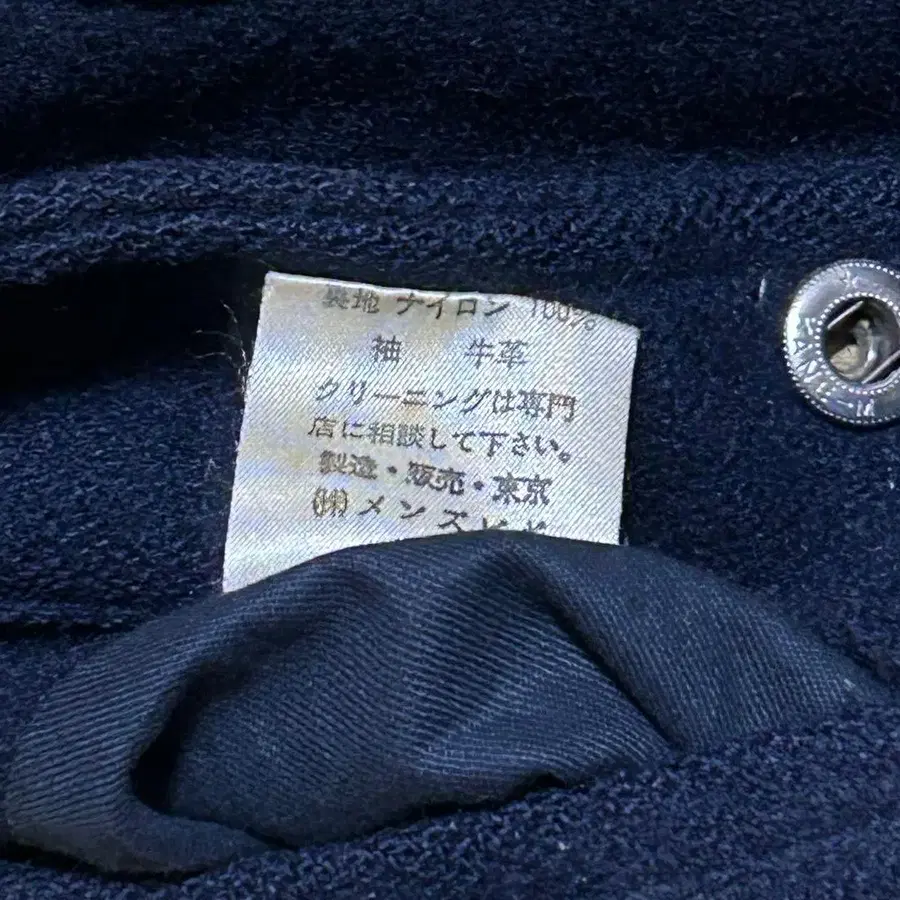 裏地 ナイロン 100%。
袖 牛革
クリーニングは専門
店に相談して下さい。
製造・販売・東京
㈱メンズ